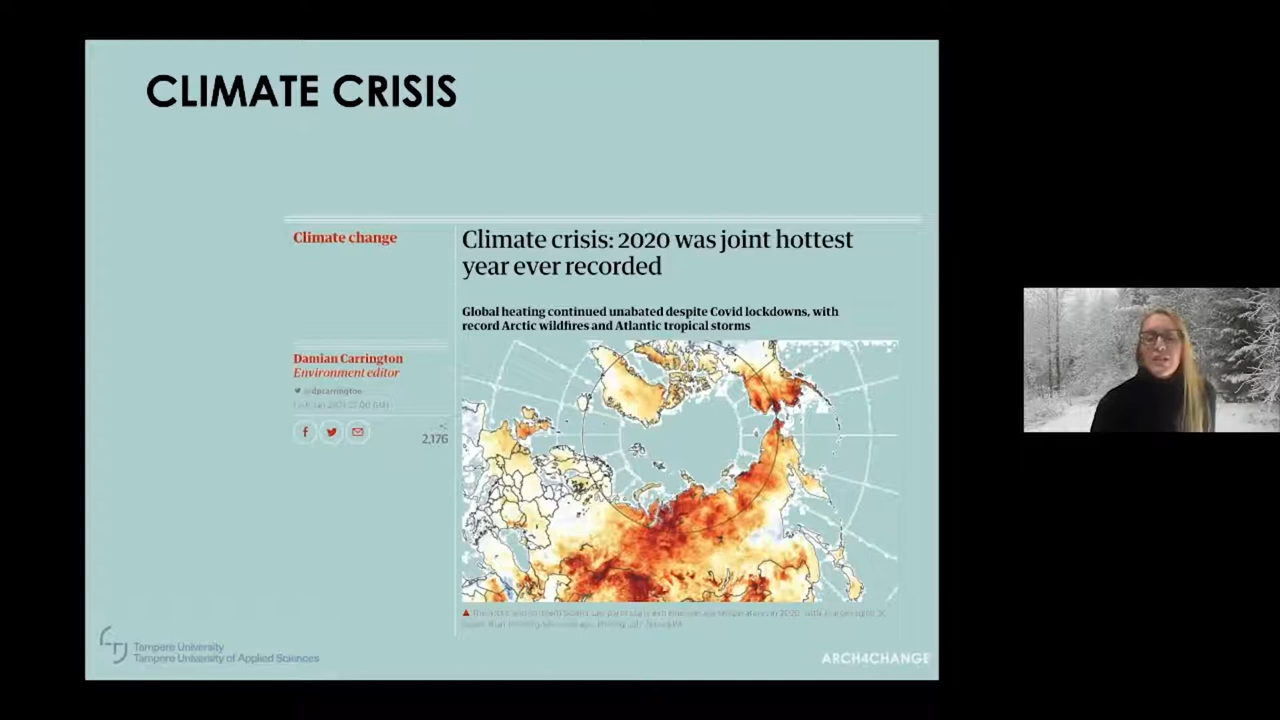 CLIMATE CRISIS
Climate change
Climate crisis: 2020 was joint hottest
year ever recorded
Global heating continued unabated despite Covid lockdowns, with
record Arctic wildfires and Atlantic tropical storms
Damian Carrington
Environment editor
@dpcarrington
2,176
Tampere University
Tampere University of Applied Sciences
ARCH4CHANGE